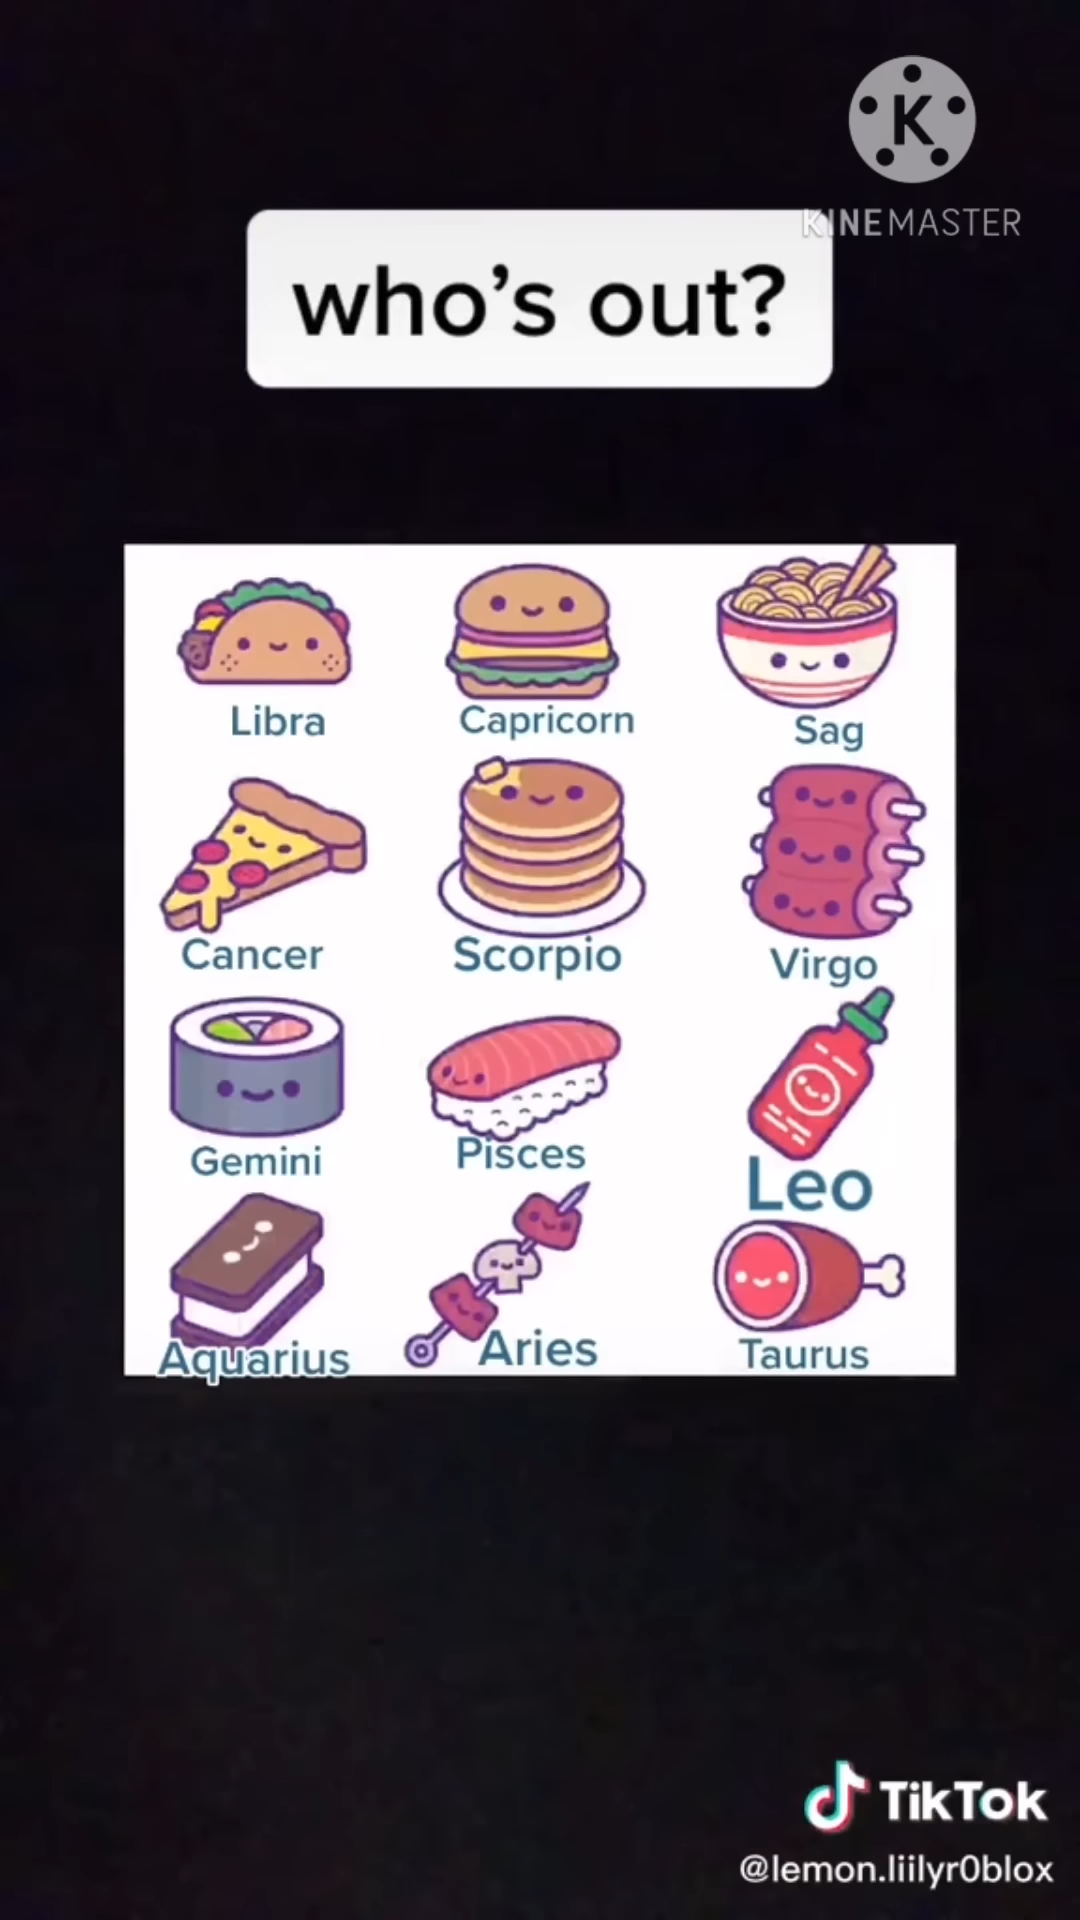 K
KINEMASTER
who's out?
Libra
Capricorn
Sag
Cancer
Scorpio
Virgo
Gemini
Pisces
Leo
Aquarius
Aries
Taurus
TikTok
@lemon.liilyr0blox